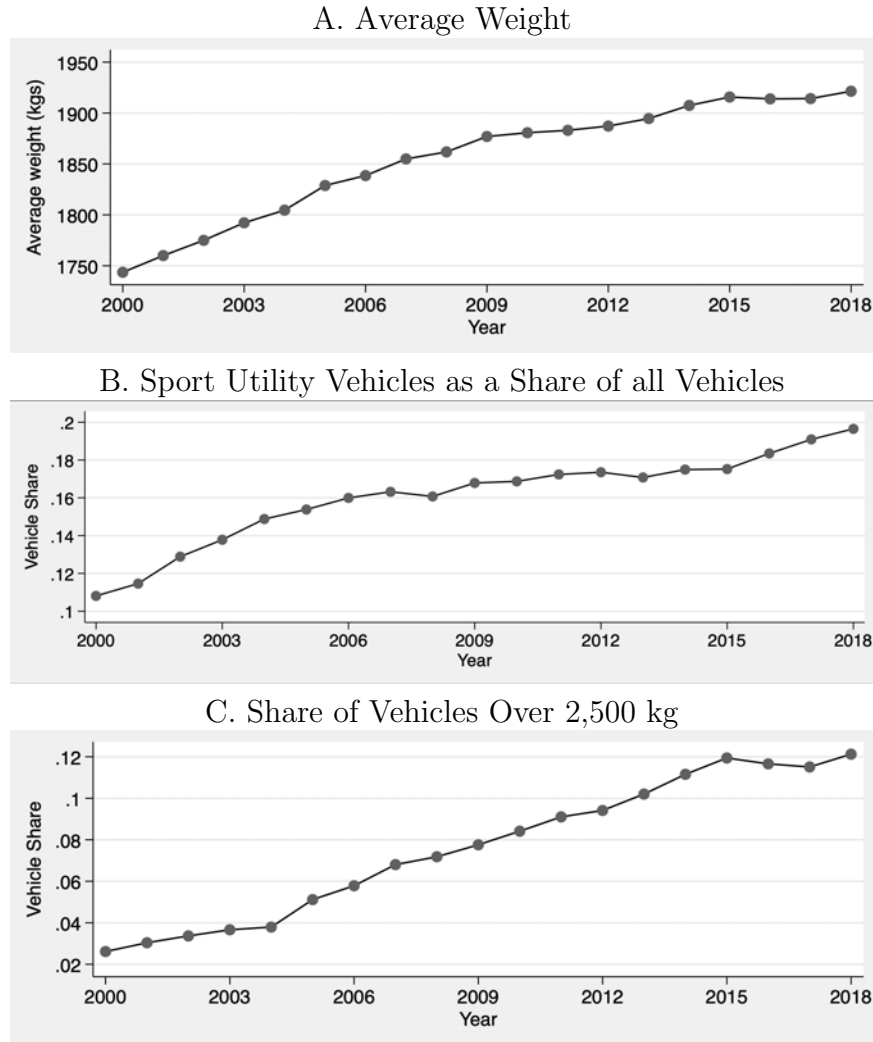 A. Average Weight
1950
1900
1850
1800
1750
Average weight (kgs)
2000 2003 2006 2009 2012 2015 2018
Year
B. Sport Utility Vehicles as a Share of all Vehicles
.2
.18
.16
.14
.12
.1
Vehicle Share
2000 2003 2006 2009 2012 2015 2018
Year
C. Share of Vehicles Over 2,500 kg
.12
.1
.08
.06
.04
.02
Vehicle Share
2000 2003 2006 2009 2012 2015 2018
Year